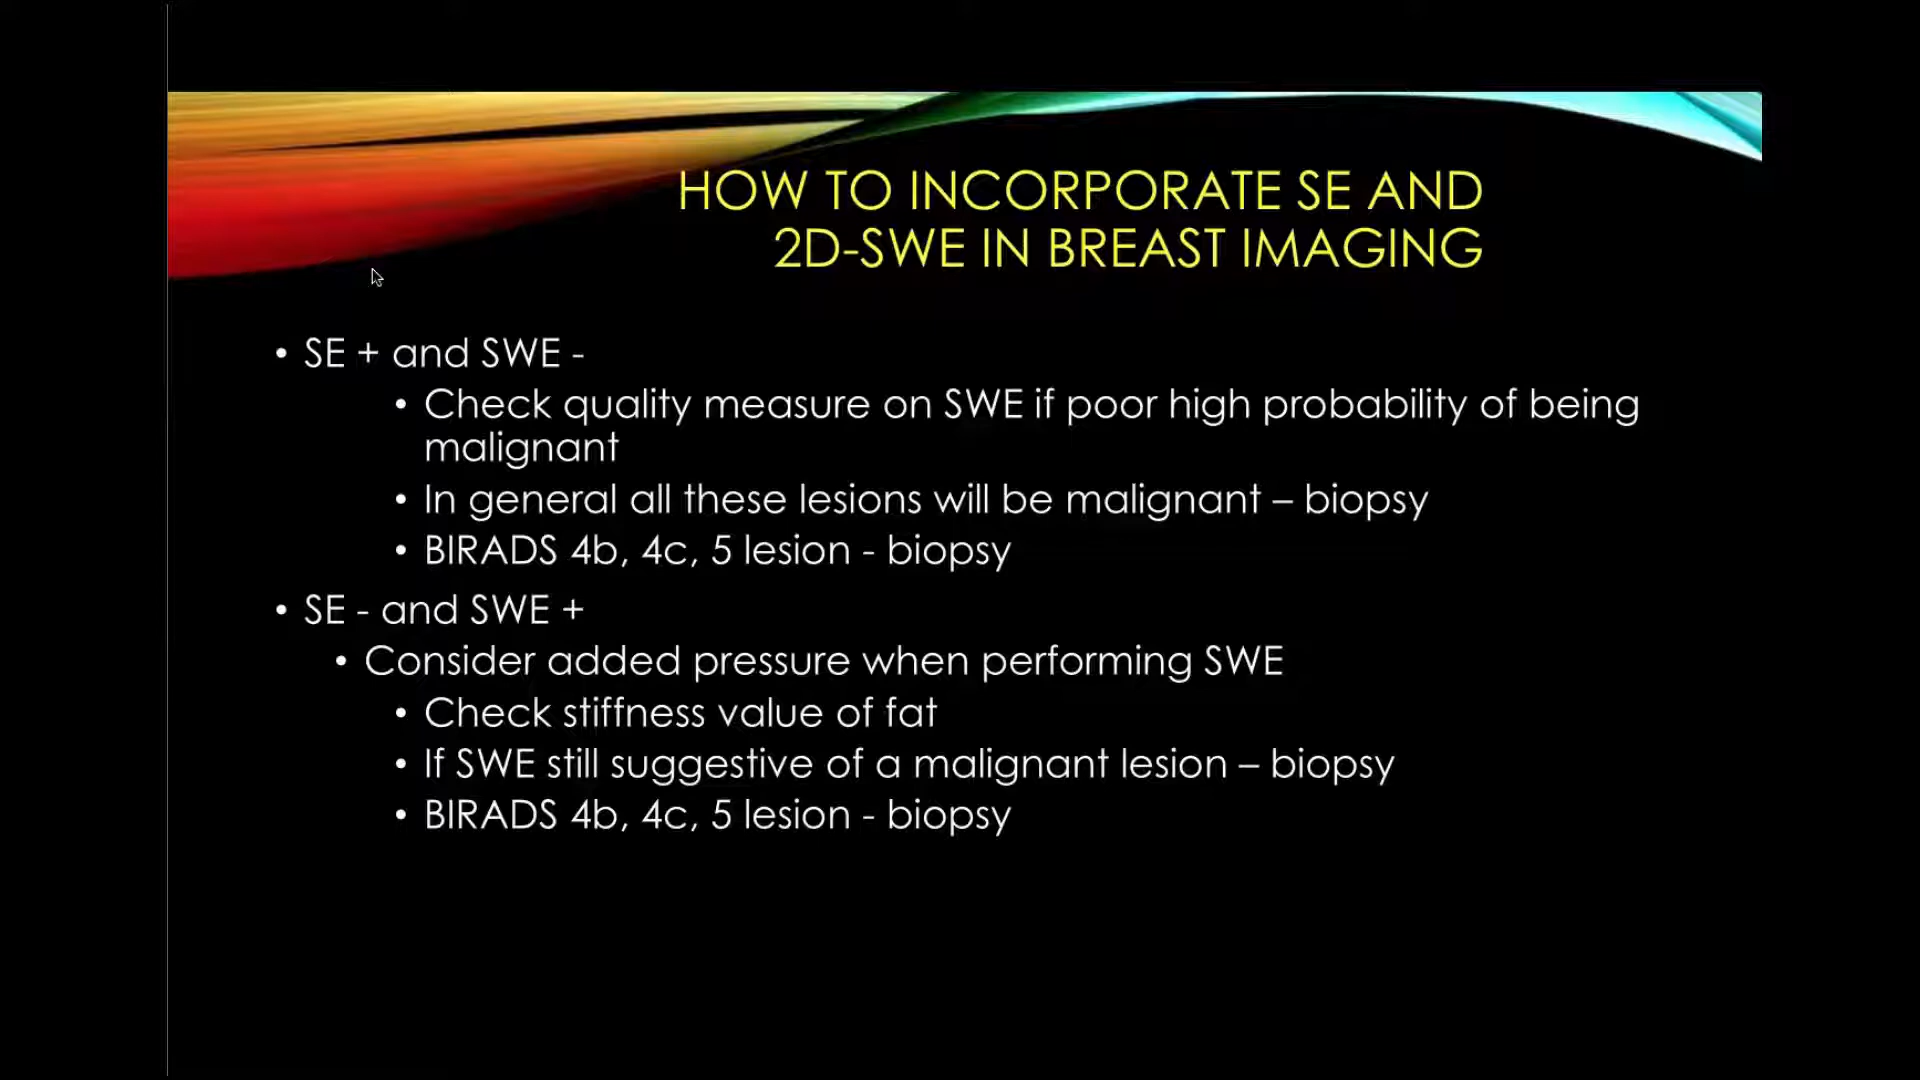 HOW TO INCORPORATE SE AND
2D-SWE IN BREAST IMAGING
• SE + and SWE -
• Check quality measure on SWE if poor high probability of being
malignant
• In general all these lesions will be malignant – biopsy
• BIRADS 4b, 4c, 5 lesion - biopsy
• SE - and SWE +
• Consider added pressure when performing SWE
• Check stiffness value of fat
• If SWE still suggestive of a malignant lesion – biopsy
• BIRADS 4b, 4c, 5 lesion - biopsy